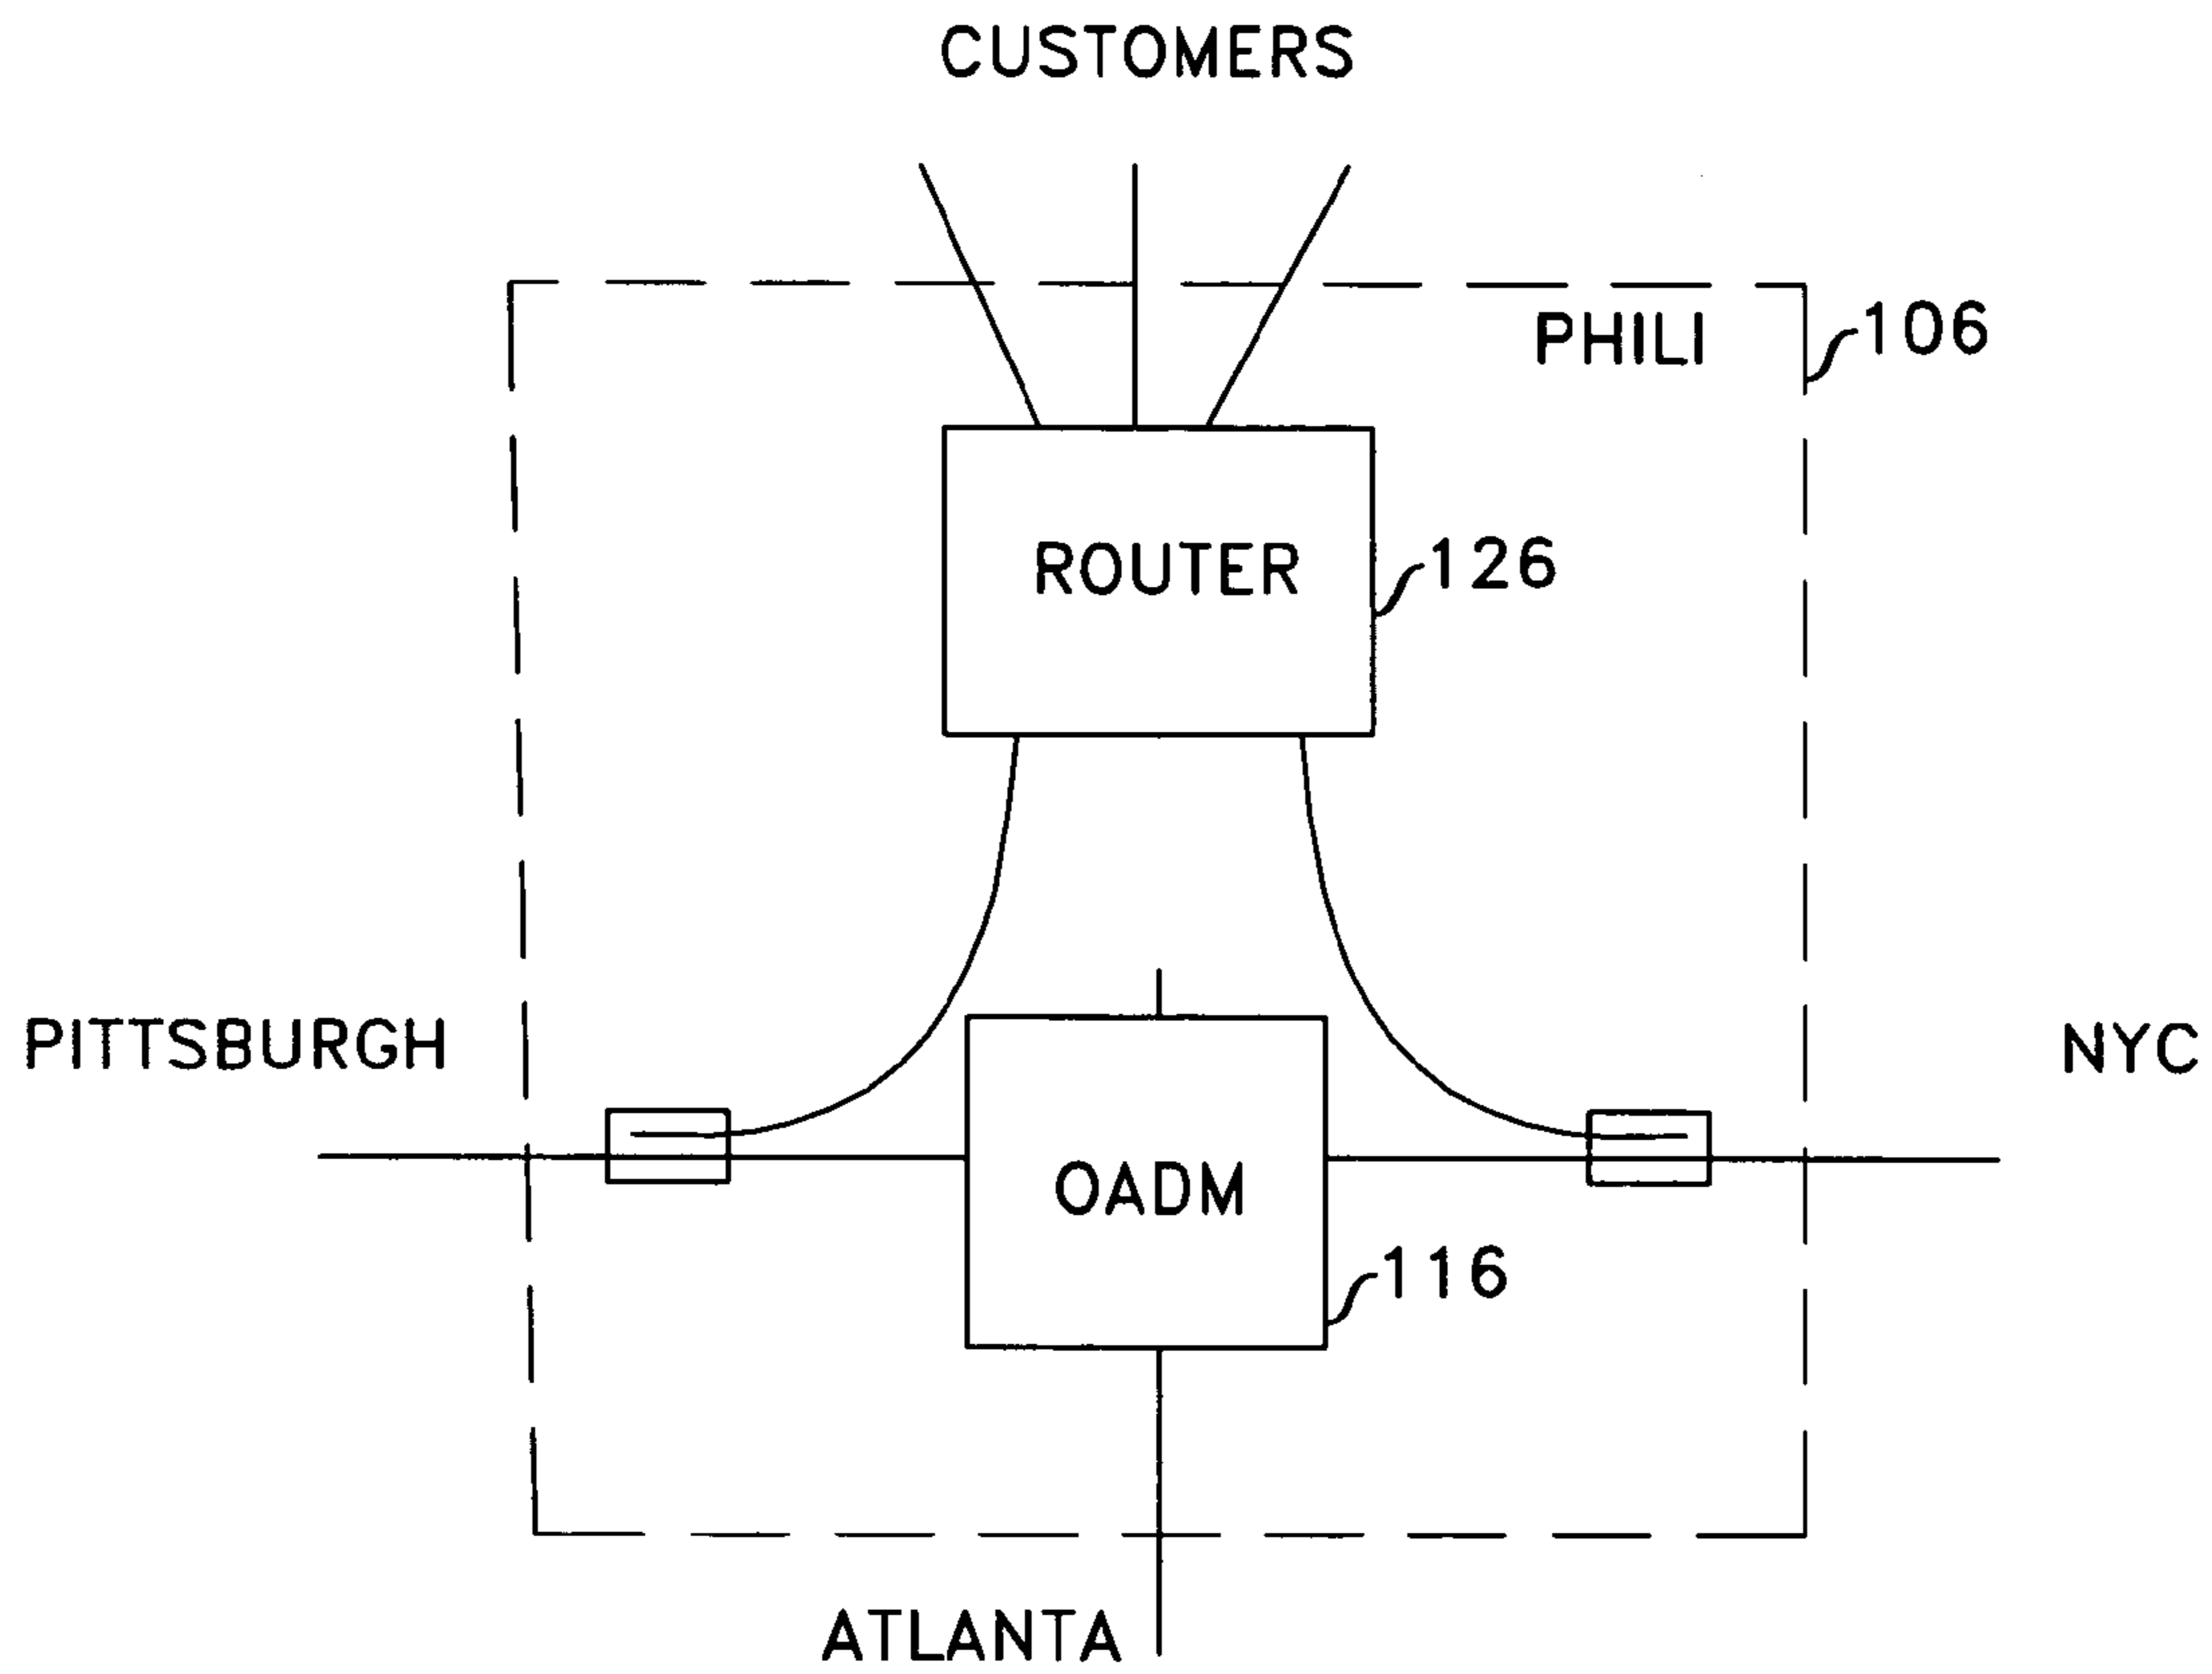 CUSTOMERS
PHILI
106
ROUTER
126
PITTSBURGH
NYC
OADM
116
ATLANTA